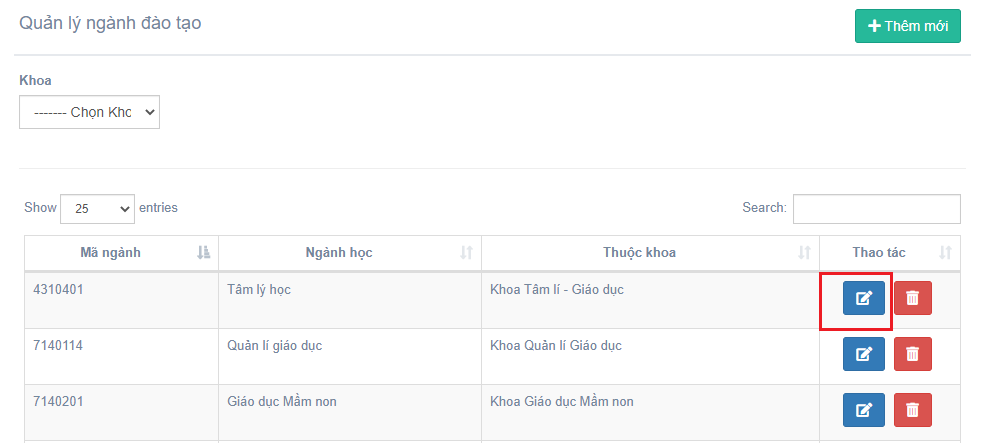 Quản lý ngành đào tạo
Thêm mới
Khoa
------- Chọn Kho
Show 25 entries
Search:
Mã ngành Ngành học Thuộc khoa Thao tác
4310401 Tâm lý học Khoa Tâm lí - Giáo dục
7140114 Quản lí giáo dục Khoa Quản lí Giáo dục
7140201 Giáo dục Mầm non Khoa Giáo dục Mầm non